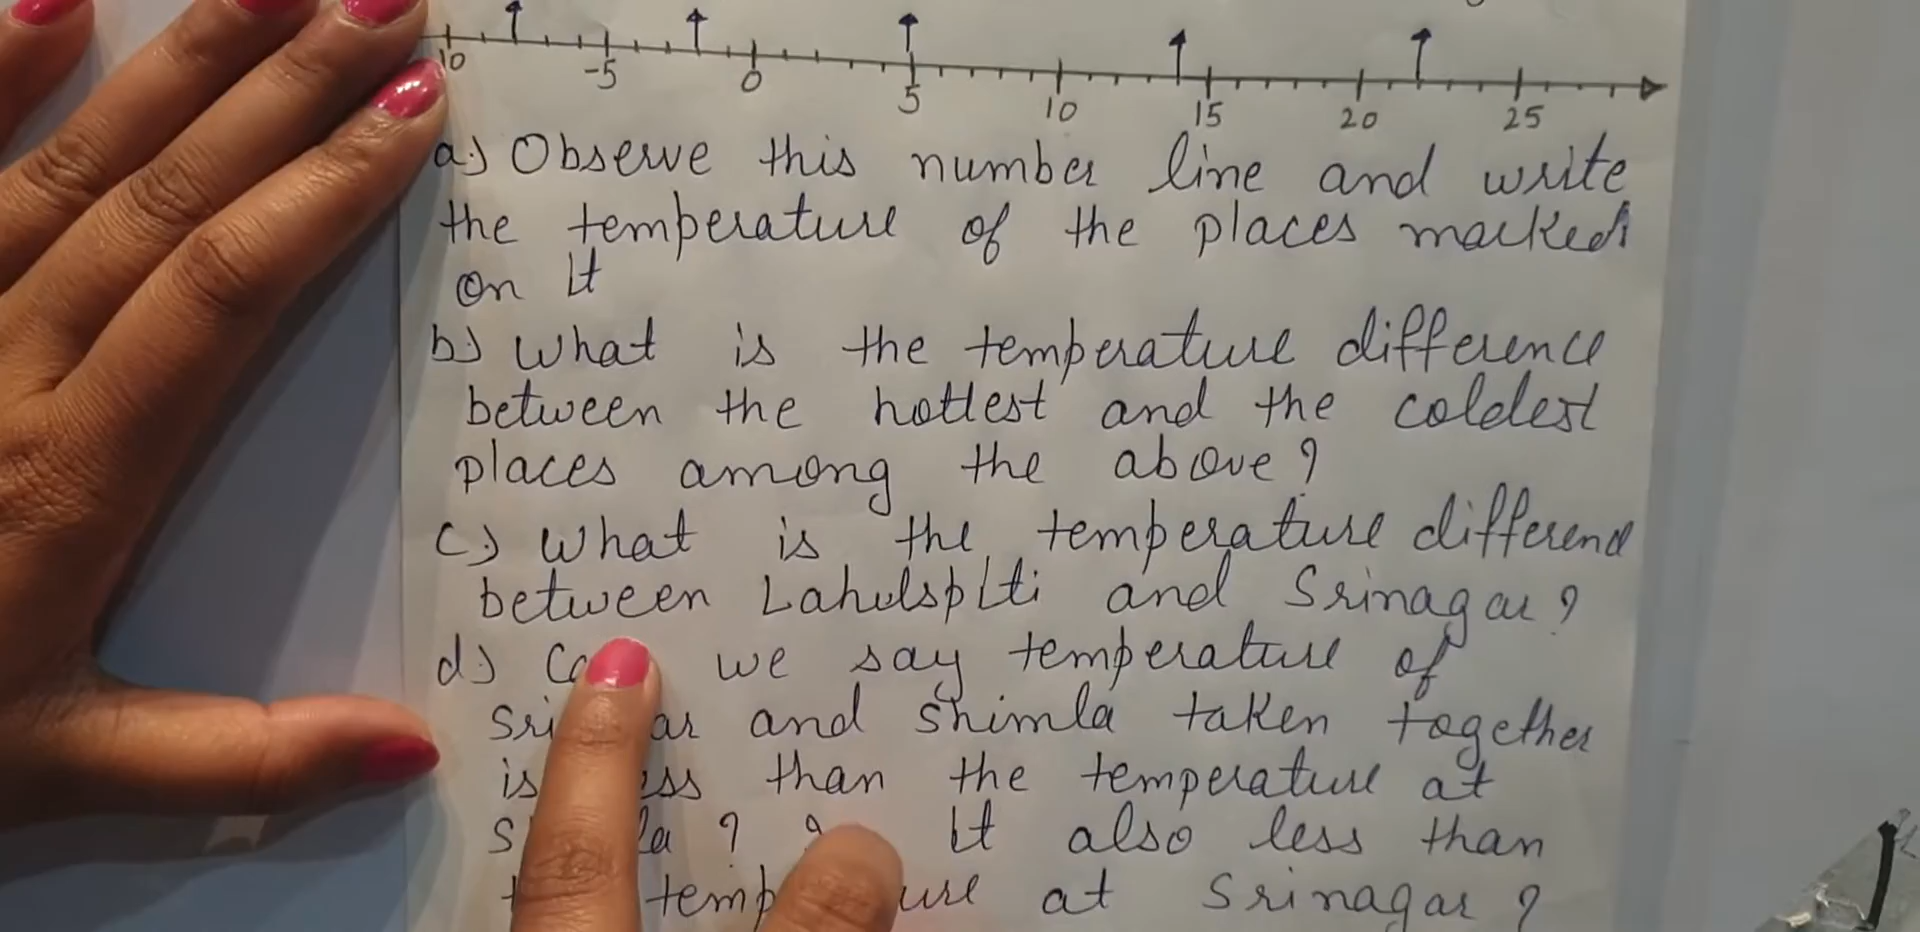 10 -5 0 5 10 15 20 25
a.) Observe this number line and write
the temperature of the places marked
on it
b.) What is the temperature difference
between the hottest and the coldest
places among the above?
c.) What is the temperature differenc
between Lahulspiti and Srinagar?
d.) we say temperature of
and Shimla taken together
than the temperature at
? It also less than
at Srinagar?